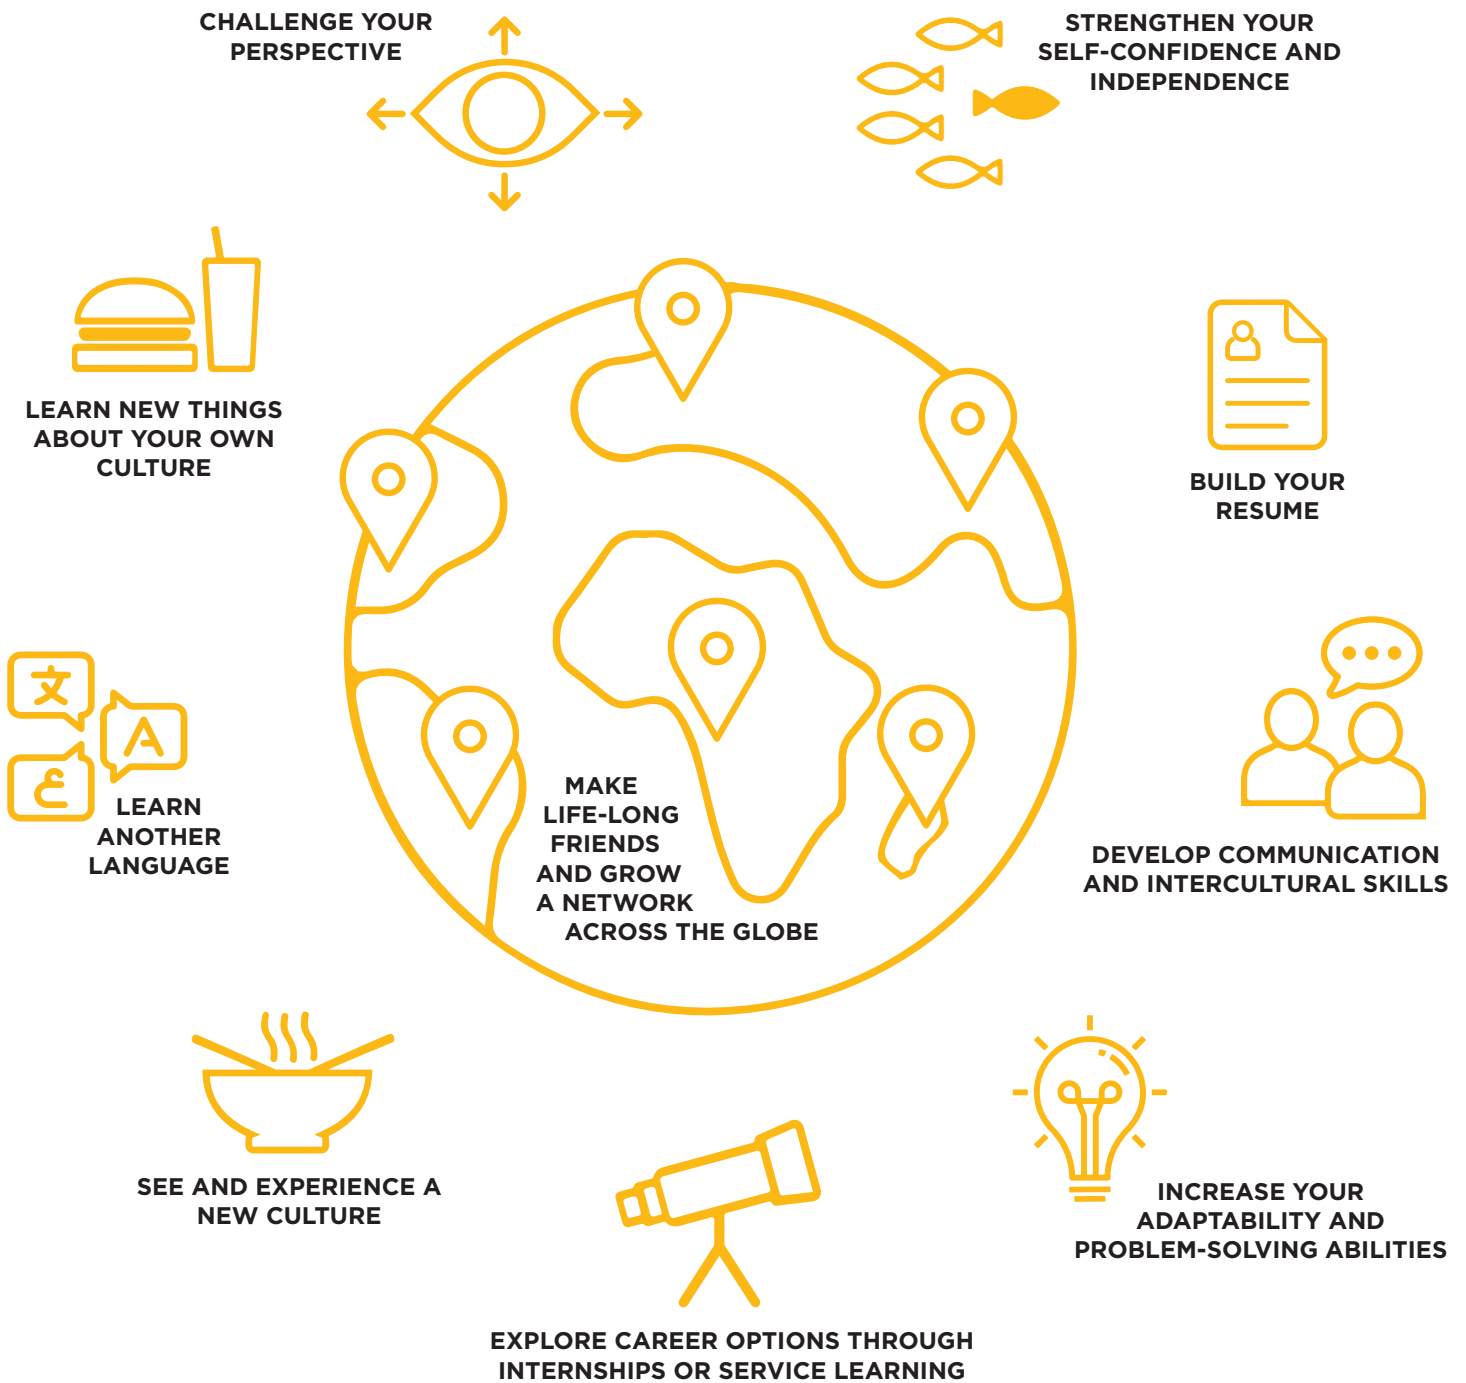 CHALLENGE YOUR
PERSPECTIVE
STRENGTHEN YOUR
SELF-CONFIDENCE AND
INDEPENDENCE
LEARN NEW THINGS
ABOUT YOUR OWN
CULTURE
BUILD YOUR
RESUME
文
A
ع
LEARN
ANOTHER
LANGUAGE
MAKE
LIFE-LONG
FRIENDS
AND GROW
A NETWORK
ACROSS THE GLOBE
DEVELOP COMMUNICATION
AND INTERCULTURAL SKILLS
SEE AND EXPERIENCE A
NEW CULTURE
INCREASE YOUR
ADAPTABILITY AND
PROBLEM-SOLVING ABILITIES
EXPLORE CAREER OPTIONS THROUGH
INTERNSHIPS OR SERVICE LEARNING